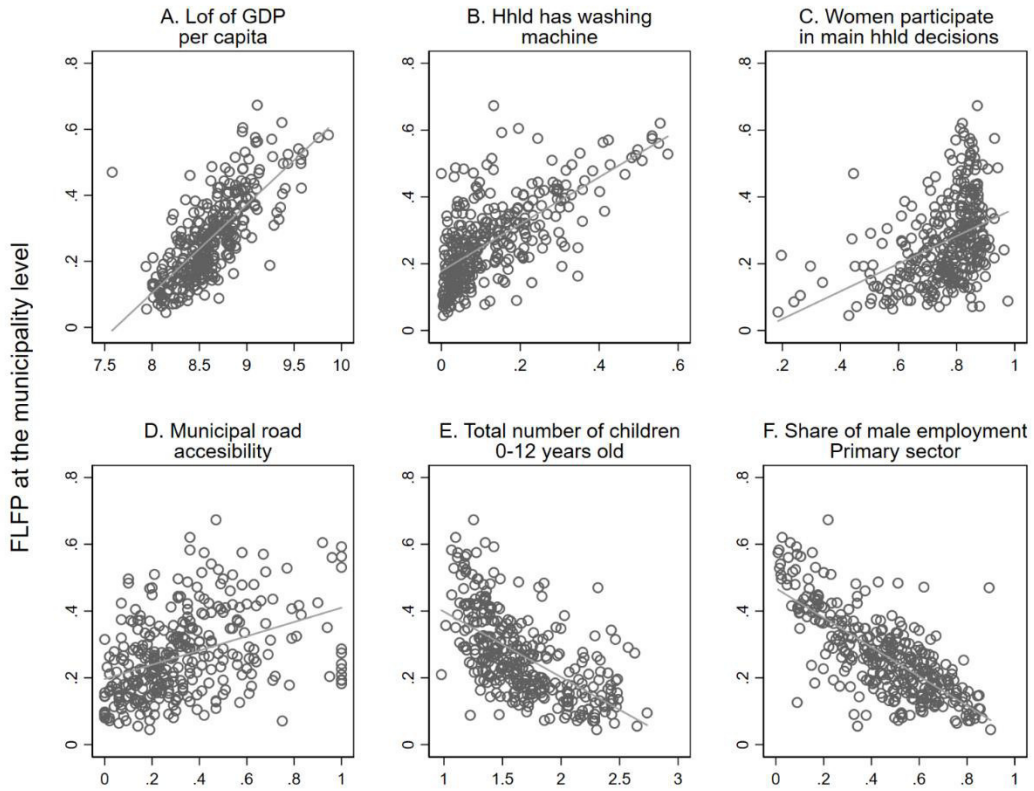 FLFP at the municipality level
A. Lof of GDP
per capita
.8
.6
.4
.2
0
7.5 8 8.5 9 9.5 10
B. Hhld has washing
machine
.8
.6
.4
.2
0
0 .2 .4 .6
C. Women participate
in main hhld decisions
.8
.6
.4
.2
0
.2 .4 .6 .8 1
D. Municipal road
accesibility
.8
.6
.4
.2
0
0 .2 .4 .6 .8 1
E. Total number of children
0-12 years old
.8
.6
.4
.2
0
1 1.5 2 2.5 3
F. Share of male employment
Primary sector
.8
.6
.4
.2
0
0 .2 .4 .6 .8 1